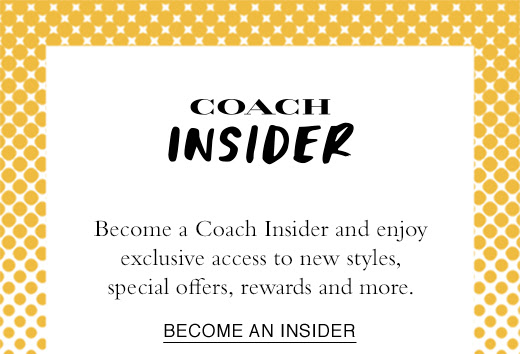 COACH
INSIDER
Become a Coach Insider and enjoy
exclusive access to new styles,
special offers, rewards and more.
BECOME AN INSIDER